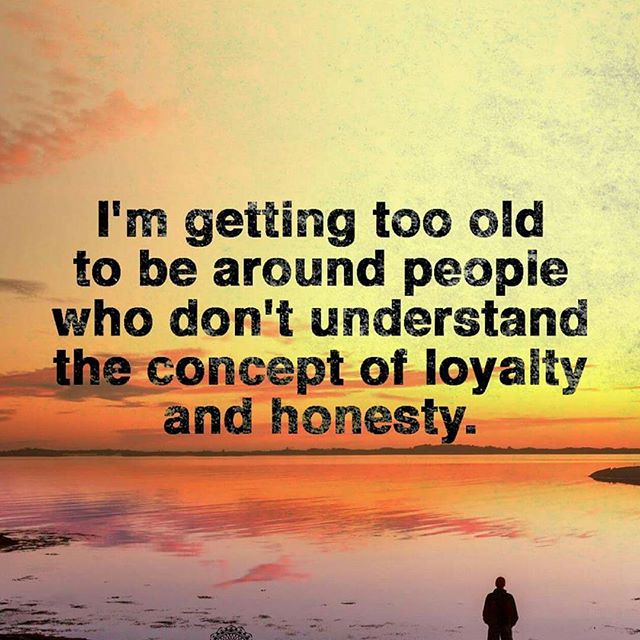 I'm getting too old
to be around people
who don't understand
the concept of loyalty
and honesty.